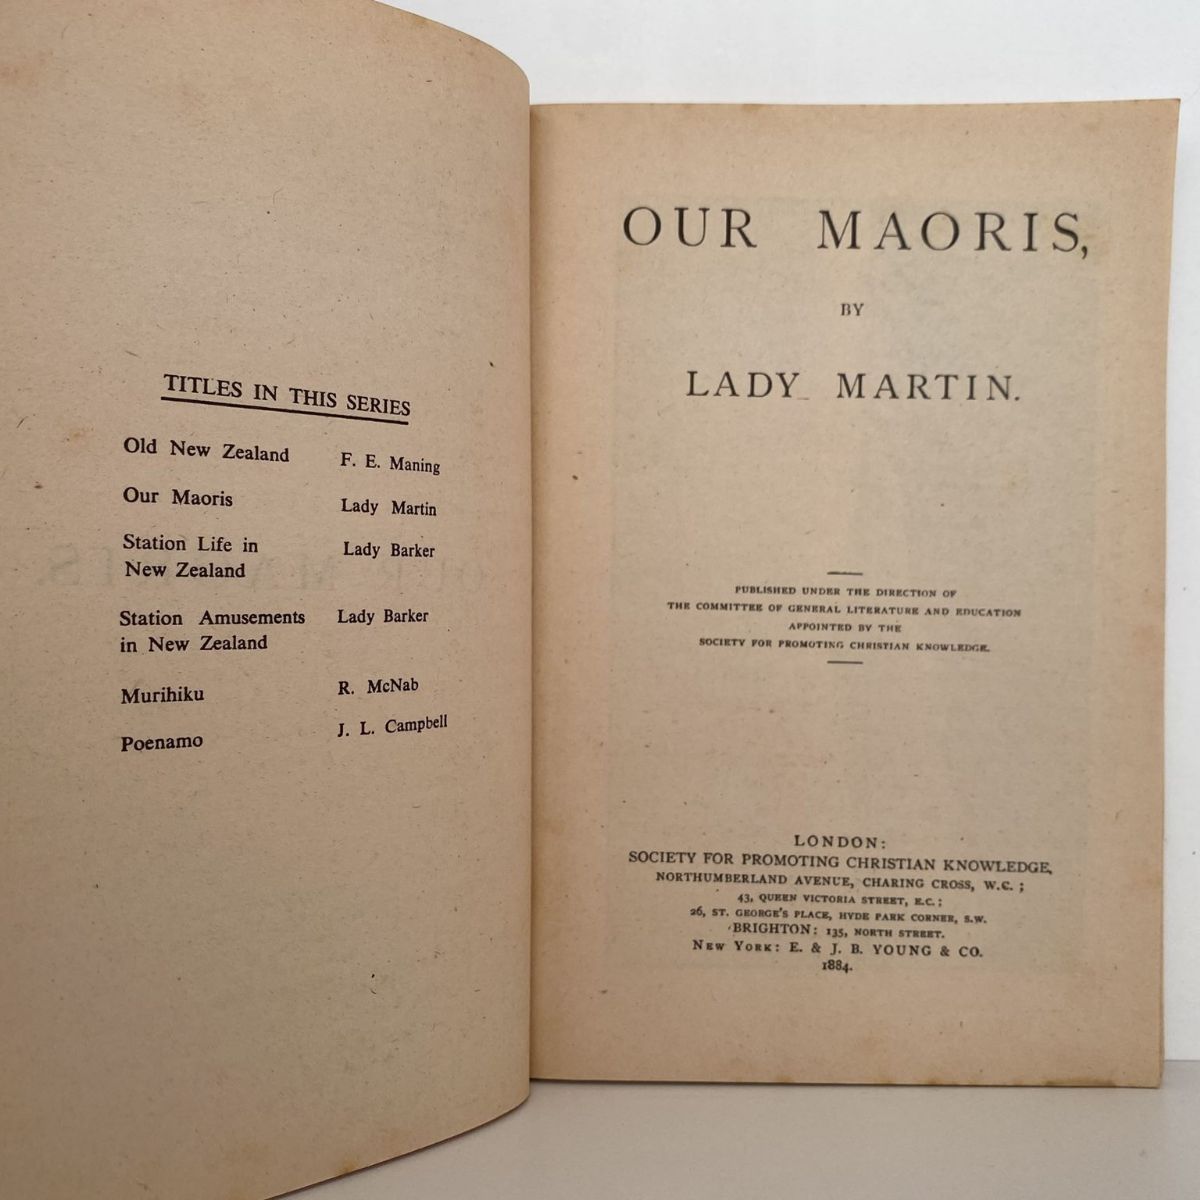 TITLES IN THIS SERIES
Old New Zealand F. E. Maning
Our Maoris Lady Martin
Station Life in Lady Barker
New Zealand
Station Amusements Lady Barker
in New Zealand
Murihiku R. McNab
Poenamo J. L. Campbell
OUR MAORIS,
BY
LADY MARTIN.
PUBLISHED UNDER THE DIRECTION OF
THE COMMITTEE OF GENERAL LITERATURE AND EDUCATION
APPOINTED BY THE
SOCIETY FOR PROMOTING CHRISTIAN KNOWLEDGE.
LONDON:
SOCIETY FOR PROMOTING CHRISTIAN KNOWLEDGE,
NORTHUMBERLAND AVENUE, CHARING CROSS, W.C. ;
43, QUEEN VICTORIA STREET, E.C. ;
26, ST. GEORGE'S PLACE, HYDE PARK CORNER, S.W.
BRIGHTON: 135, NORTH STREET.
NEW YORK: E. & J. B. YOUNG & CO.
1884.